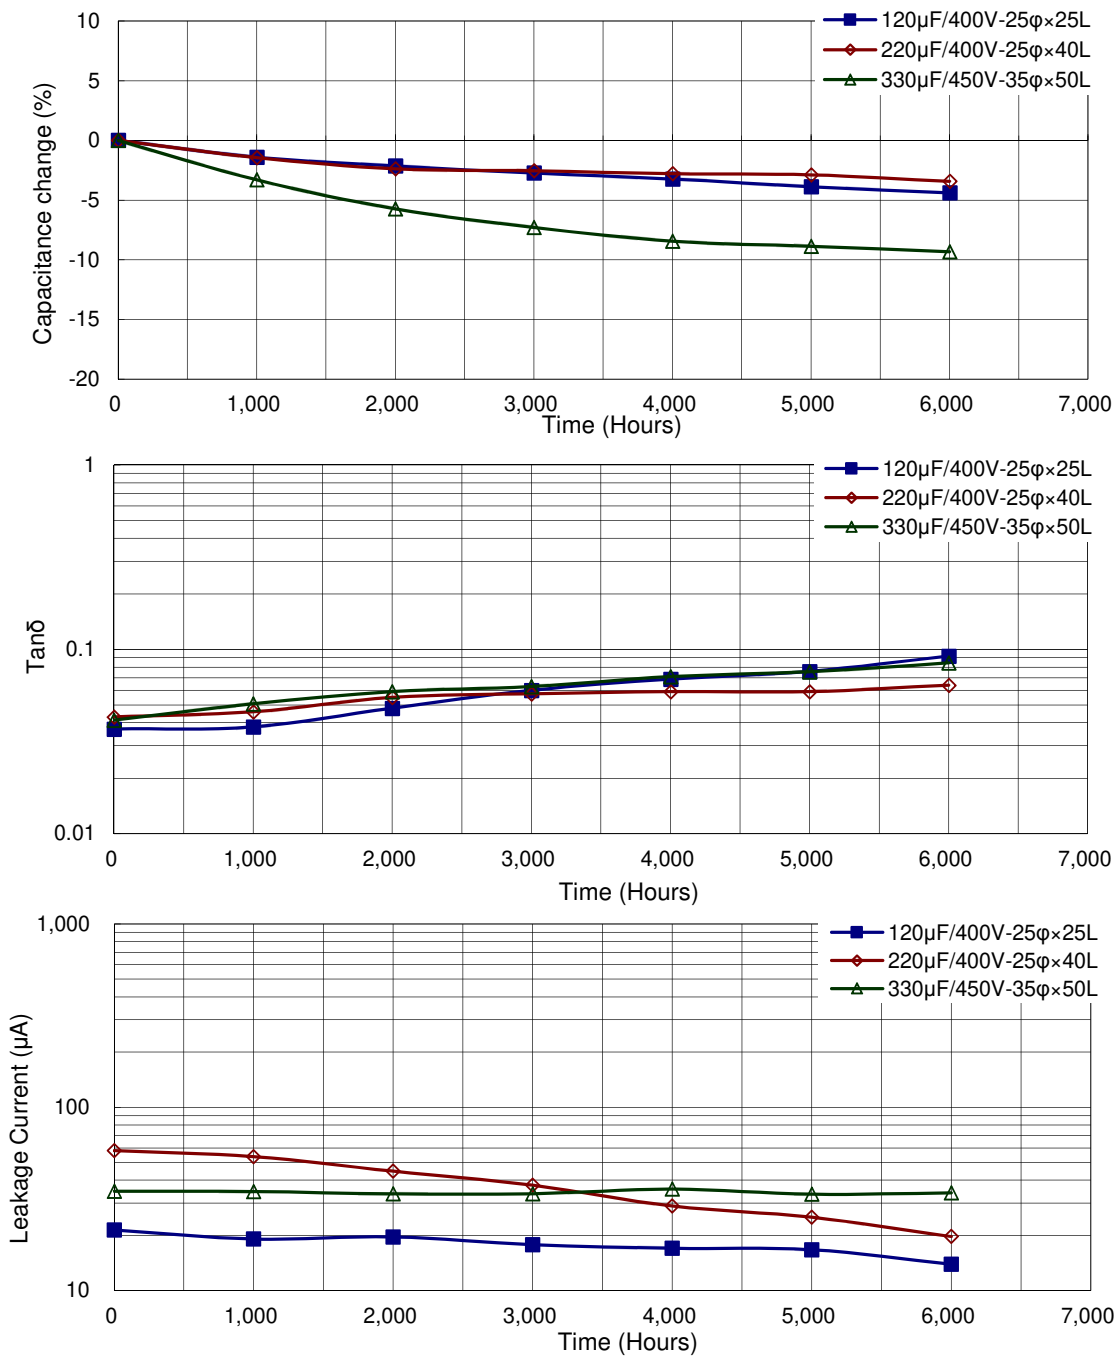 10
5
0
-5
-10
-15
-20
Capacitance change (%)
120µF/400V-25φ×25L
220µF/400V-25φ×40L
330µF/450V-35φ×50L
0 1,000 2,000 3,000 4,000 5,000 6,000 7,000
Time (Hours)
1
0.1
0.01
Tanδ
120µF/400V-25φ×25L
220µF/400V-25φ×40L
330µF/450V-35φ×50L
0 1,000 2,000 3,000 4,000 5,000 6,000 7,000
Time (Hours)
1,000
100
10
Leakage Current (µA)
120µF/400V-25φ×25L
220µF/400V-25φ×40L
330µF/450V-35φ×50L
0 1,000 2,000 3,000 4,000 5,000 6,000 7,000
Time (Hours)